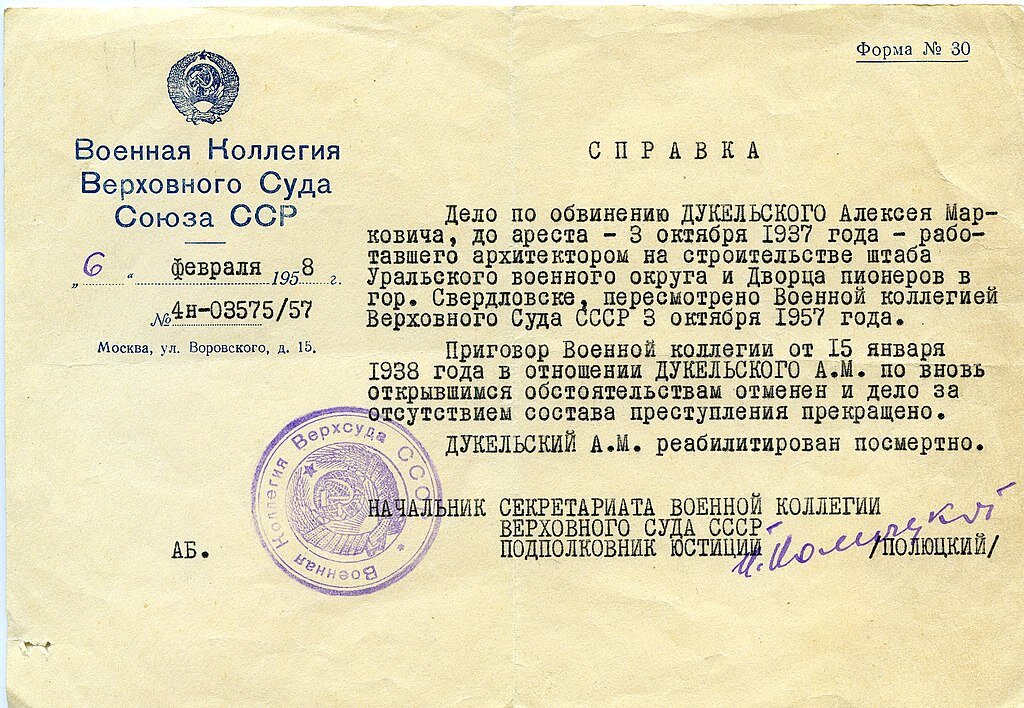 Форма № 30
Военная Коллегия
Верховного Суда
Союза ССР
„6“ февраля 1958 г.
№ 4н-03575/57
Москва, ул. Воровского, д. 15.
СПРАВКА
Дело по обвинению ДУКЕЛЬСКОГО Алексея Мар-
ковича, до ареста - 3 октября 1937 года - рабо-
тавшего архитектором на строительстве штаба
Уральского военного округа и Дворца пионеров в
гор. Свердловске, пересмотрено Военной коллегией
Верховного Суда СССР 3 октября 1957 года.
Приговор Военной коллегии от 15 января
1938 года в отношении ДУКЕЛЬСКОГО А.М. по вновь
открывшимся обстоятельствам отменен и дело за
отсутствием состава преступления прекращено.
ДУКЕЛЬСКИЙ А.М. реабилитирован посмертно.
НАЧАЛЬНИК СЕКРЕТАРИАТА ВОЕННОЙ КОЛЛЕГИИ
ВЕРХОВНОГО СУДА СССР
ПОДПОЛКОВНИК ЮСТИЦИИ /ПОЛЮЦКИЙ/
АБ.
Военная Коллегия Верхсуда СССР